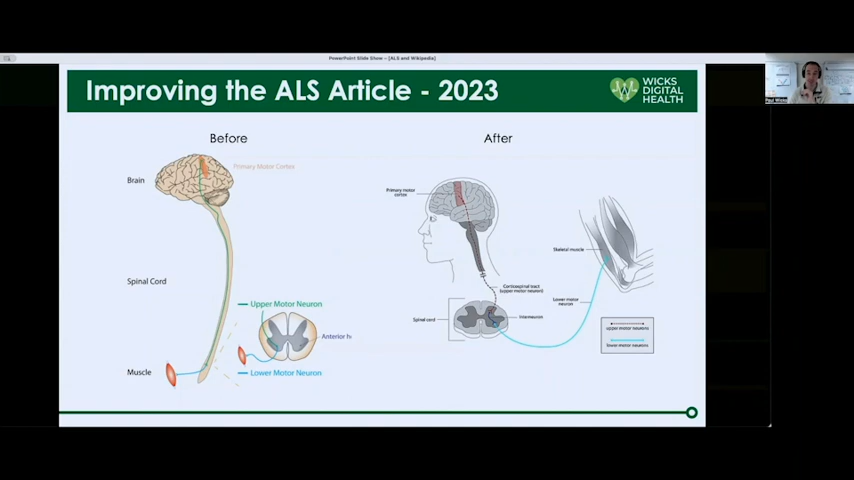 PowerPoint Slide Show - [ALS and Wikipedia]
Improving the ALS Article - 2023
WICKS
DIGITAL
HEALTH
Paul Wicks
Before
After
Brain
Primary Motor Cortex
Spinal Cord
Upper Motor Neuron
Anterior h
Muscle
Lower Motor Neuron
Primary motor
cortex
Skeletal muscle
Corticospinal tract
(upper motor neuron)
Lower motor
neuron
Spinal cord
Interneuron
upper motor neurons
lower motor neurons